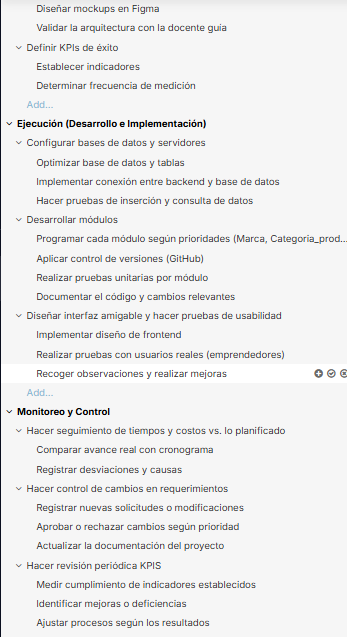 Diseñar mockups en Figma
Validar la arquitectura con la docente guía
Definir KPIs de éxito
Establecer indicadores
Determinar frecuencia de medición
Add...
Ejecución (Desarrollo e Implementación)
Configurar bases de datos y servidores
Optimizar base de datos y tablas
Implementar conexión entre backend y base de datos
Hacer pruebas de inserción y consulta de datos
Desarrollar módulos
Programar cada módulo según prioridades (Marca, Categoria_prod...
Aplicar control de versiones (GitHub)
Realizar pruebas unitarias por módulo
Documentar el código y cambios relevantes
Diseñar interfaz amigable y hacer pruebas de usabilidad
Implementar diseño de frontend
Realizar pruebas con usuarios reales (emprendedores)
Recoger observaciones y realizar mejoras
Add...
Monitoreo y Control
Hacer seguimiento de tiempos y costos vs. lo planificado
Comparar avance real con cronograma
Registrar desviaciones y causas
Hacer control de cambios en requerimientos
Registrar nuevas solicitudes o modificaciones
Aprobar o rechazar cambios según prioridad
Actualizar la documentación del proyecto
Hacer revisión periódica KPIS
Medir cumplimiento de indicadores establecidos
Identificar mejoras o deficiencias
Ajustar procesos según los resultados